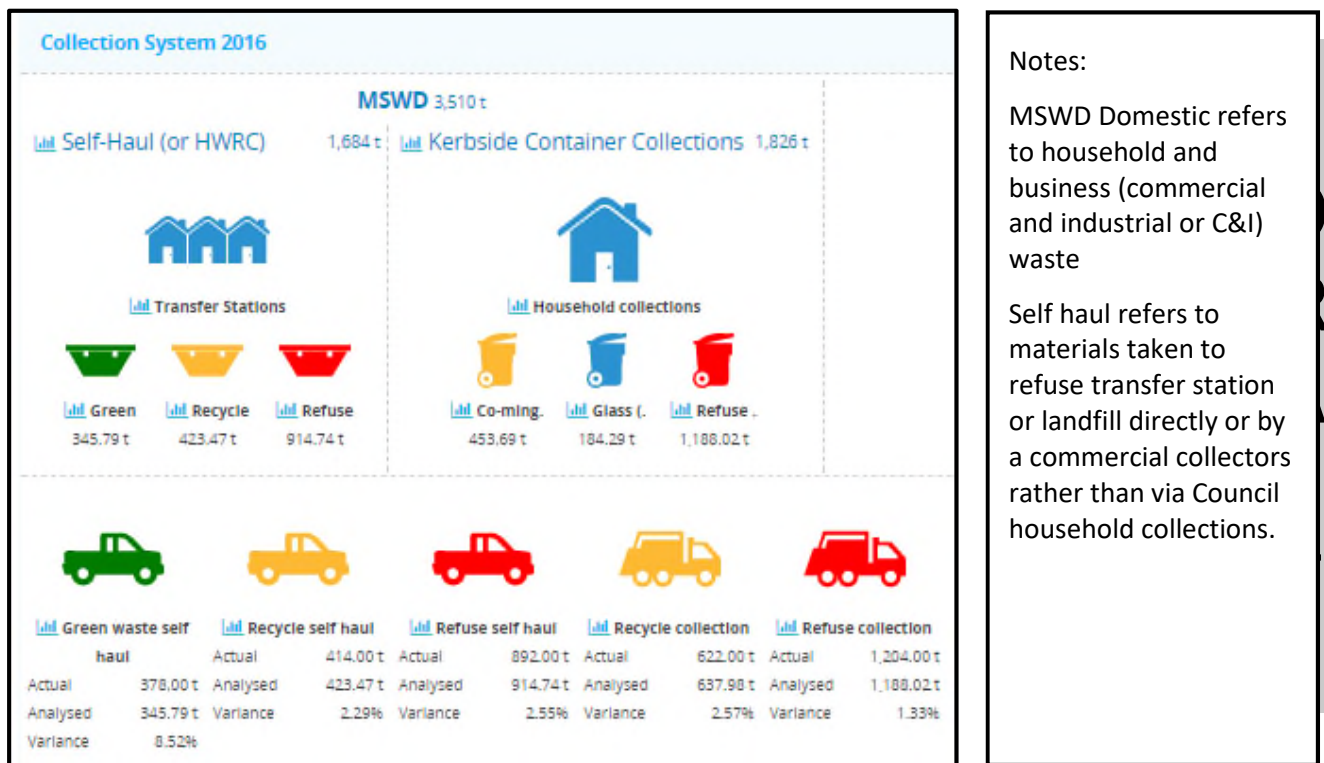 Collection System 2016
MSWD 3,510 t
Self-Haul (or HWRC) 1,684 t
Kerbside Container Collections 1,826 t
Transfer Stations
Household collections
Green Recycle Refuse
345.79 t 423.47 t 914.74 t
Co-ming. Glass (. Refuse .
453.69 t 184.29 t 1,188.02 t
Green waste self
haul
Actual 378.00 t
Analysed 345.79 t
Variance 8.52%
Recycle self haul
Actual 414.00 t
Analysed 423.47 t
Variance 2.29%
Refuse self haul
Actual 892.00 t
Analysed 914.74 t
Variance 2.55%
Recycle collection
Actual 622.00 t
Analysed 637.98 t
Variance 2.57%
Refuse collection
Actual 1,204.00 t
Analysed 1,188.02 t
Variance 1.33%
Notes:
MSWD Domestic refers
to household and
business (commercial
and industrial or C&I)
waste
Self haul refers to
materials taken to
refuse transfer station
or landfill directly or by
a commercial collectors
rather than via Council
household collections.